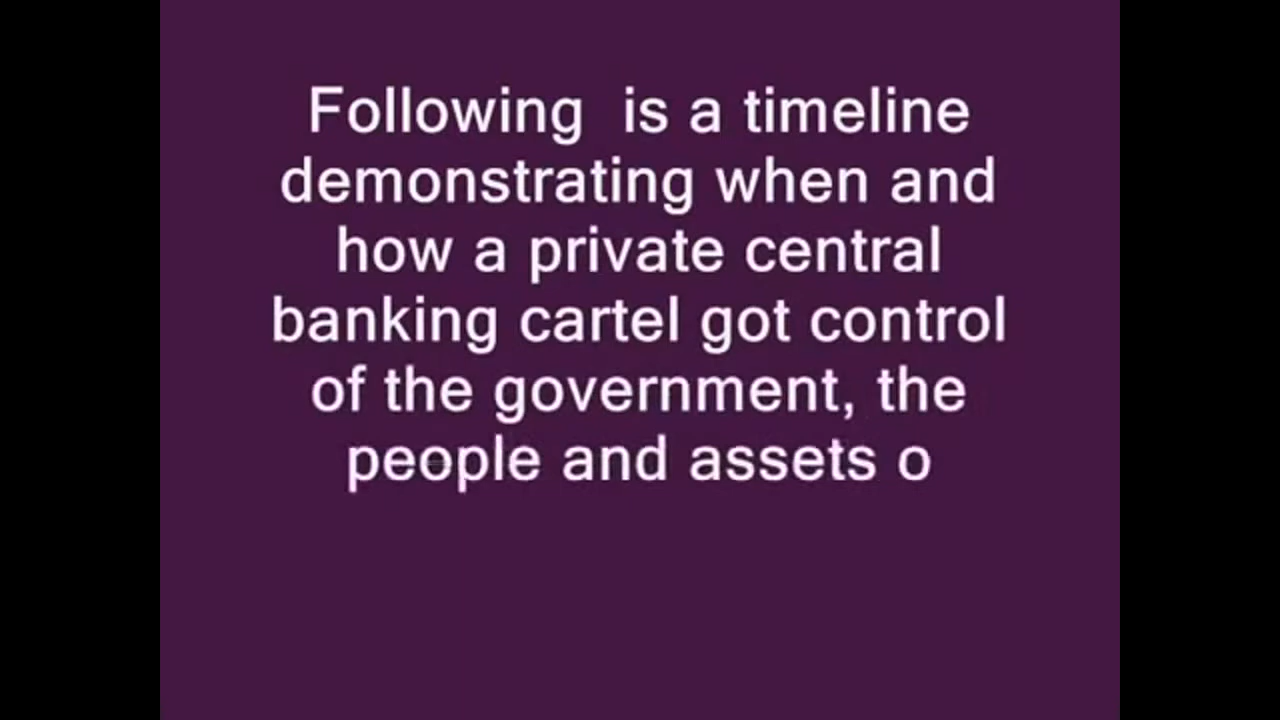 Following  is a timeline
demonstrating when and
how a private central
banking cartel got control
of the government, the
people and assets o